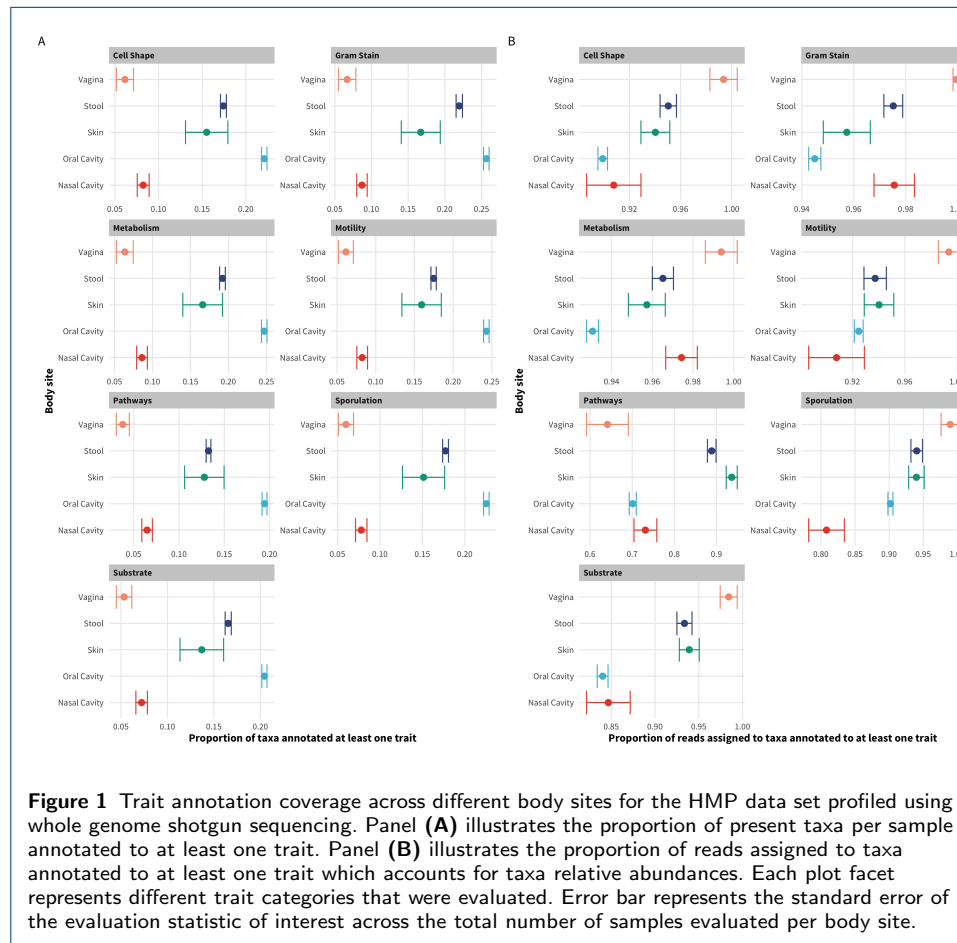 A
B
Cell Shape
Gram Stain
Cell Shape
Gram Stain
Vagina
Stool
Skin
Oral Cavity
Nasal Cavity
0.05 0.10 0.15 0.20
Vagina
Stool
Skin
Oral Cavity
Nasal Cavity
0.05 0.10 0.15 0.20 0.25
Vagina
Stool
Skin
Oral Cavity
Nasal Cavity
0.92 0.96 1.00
Vagina
Stool
Skin
Oral Cavity
Nasal Cavity
0.94 0.96 0.98 1.0
Metabolism
Motility
Metabolism
Motility
Vagina
Stool
Skin
Oral Cavity
Nasal Cavity
0.05 0.10 0.15 0.20 0.25
Vagina
Stool
Skin
Oral Cavity
Nasal Cavity
0.05 0.10 0.15 0.20 0.25
Vagina
Stool
Skin
Oral Cavity
Nasal Cavity
0.94 0.96 0.98 1.00
Vagina
Stool
Skin
Oral Cavity
Nasal Cavity
0.92 0.96 1.0
Body site
Body site
Pathways
Sporulation
Pathways
Sporulation
Vagina
Stool
Skin
Oral Cavity
Nasal Cavity
0.05 0.10 0.15 0.20
Vagina
Stool
Skin
Oral Cavity
Nasal Cavity
0.05 0.10 0.15 0.20
Vagina
Stool
Skin
Oral Cavity
Nasal Cavity
0.6 0.7 0.8 0.9
Vagina
Stool
Skin
Oral Cavity
Nasal Cavity
0.80 0.85 0.90 0.95 1.0
Substrate
Substrate
Vagina
Stool
Skin
Oral Cavity
Nasal Cavity
0.05 0.10 0.15 0.20
Vagina
Stool
Skin
Oral Cavity
Nasal Cavity
0.85 0.90 0.95 1.00
Proportion of taxa annotated at least one trait
Proportion of reads assigned to taxa annotated to at least one trait
Figure 1 Trait annotation coverage across different body sites for the HMP data set profiled using
whole genome shotgun sequencing. Panel (A) illustrates the proportion of present taxa per sample
annotated to at least one trait. Panel (B) illustrates the proportion of reads assigned to taxa
annotated to at least one trait which accounts for taxa relative abundances. Each plot facet
represents different trait categories that were evaluated. Error bar represents the standard error of
the evaluation statistic of interest across the total number of samples evaluated per body site.